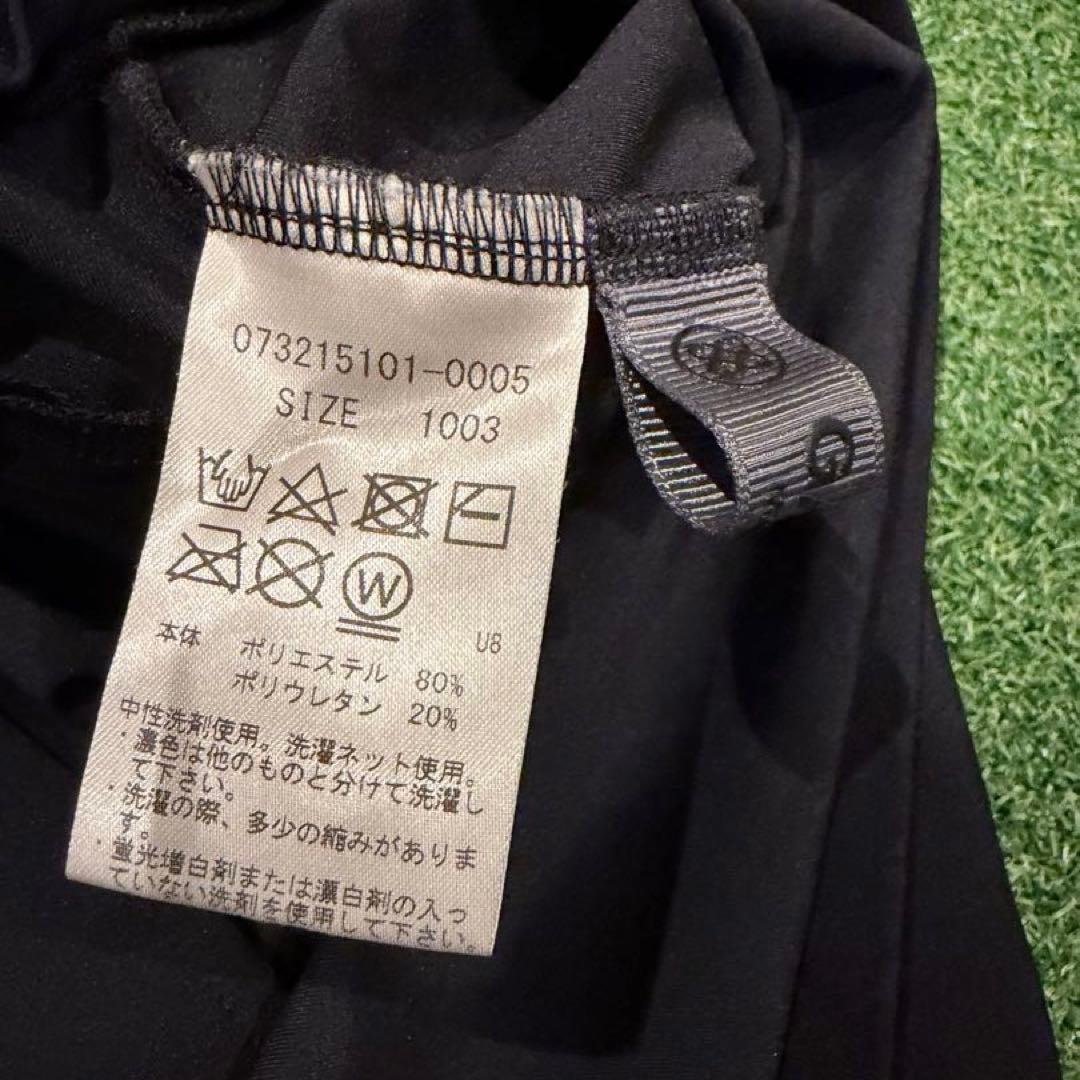 073215101-0005
SIZE 1003
W
U8
本体 ポリエステル 80%
ポリウレタン 20%
中性洗剤使用。洗濯ネット使用。
・濃色は他のものと分けて洗濯し
て下さい。
・洗濯の際、多少の縮みがありま
す。
・蛍光増白剤または漂白剤の入っ
ていない洗剤を使用して下さい。
G